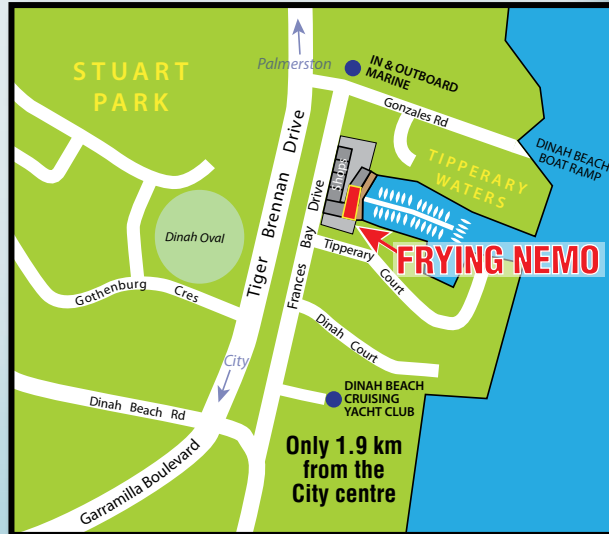 STUART
PARK
Palmerston
IN & OUTBOARD
MARINE
Gonzales Rd
DINAH BEACH
BOAT RAMP
TIPPERARY
WATERS
Shops
Tiger Brennan Drive
Frances Bay Drive
Dinah Oval
Tipperary Court
FRYING NEMO
Gothenburg Cres
Dinah Court
City
DINAH BEACH
CRUISING
YACHT CLUB
Dinah Beach Rd
Garramilla Boulevard
Only 1.9 km
from the
City centre